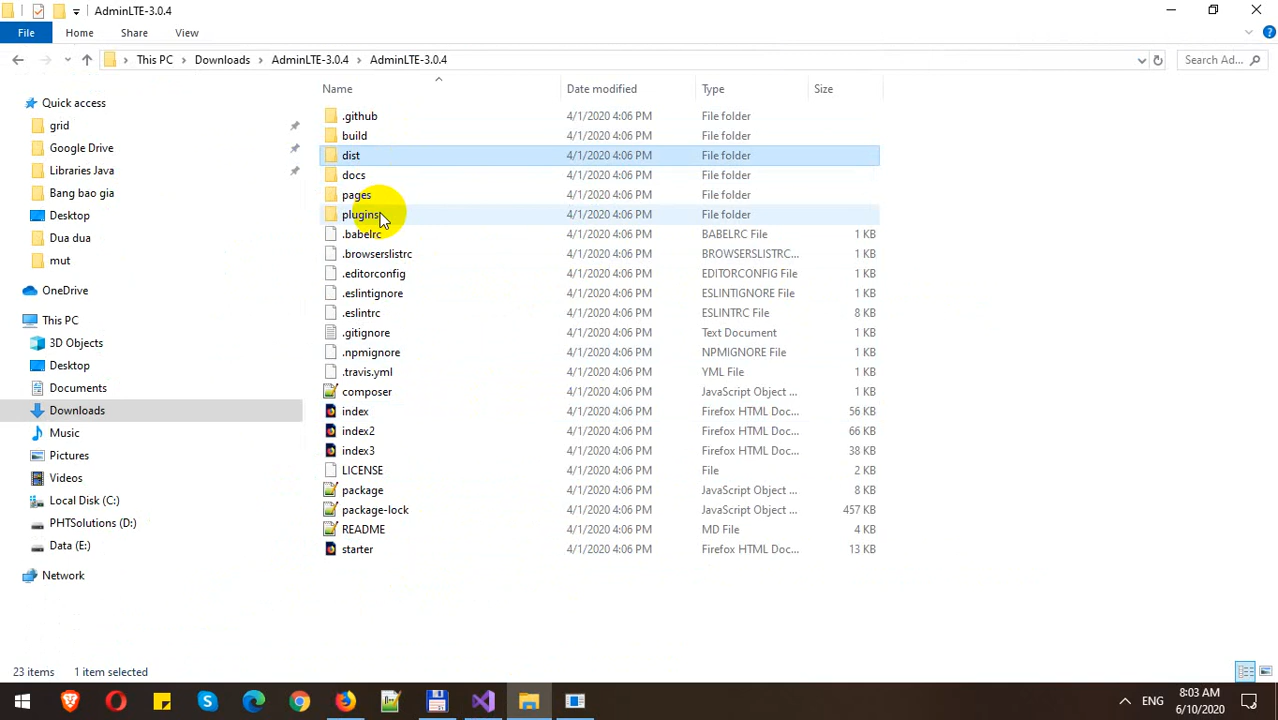 AdminLTE-3.0.4
File Home Share View
This PC Downloads AdminLTE-3.0.4 AdminLTE-3.0.4 Search Ad...
Name Date modified Type Size
Quick access
grid
Google Drive
Libraries Java
Bang bao gia
Desktop
Dua dua
mut
OneDrive
This PC
3D Objects
Desktop
Documents
Downloads
Music
Pictures
Videos
Local Disk (C:)
PHTSolutions (D:)
Data (E:)
Network
.github 4/1/2020 4:06 PM File folder
build 4/1/2020 4:06 PM File folder
dist 4/1/2020 4:06 PM File folder
docs 4/1/2020 4:06 PM File folder
pages 4/1/2020 4:06 PM File folder
plugins 4/1/2020 4:06 PM File folder
.babelrc 4/1/2020 4:06 PM BABELRC File 1 KB
.browserslistrc 4/1/2020 4:06 PM BROWSERSLISTRC... 1 KB
.editorconfig 4/1/2020 4:06 PM EDITORCONFIG File 1 KB
.eslintignore 4/1/2020 4:06 PM ESLINTIGNORE File 1 KB
.eslintrc 4/1/2020 4:06 PM ESLINTRC File 8 KB
.gitignore 4/1/2020 4:06 PM Text Document 1 KB
.npmignore 4/1/2020 4:06 PM NPMIGNORE File 1 KB
.travis.yml 4/1/2020 4:06 PM YML File 1 KB
composer 4/1/2020 4:06 PM JavaScript Object ... 1 KB
index 4/1/2020 4:06 PM Firefox HTML Doc... 56 KB
index2 4/1/2020 4:06 PM Firefox HTML Doc... 66 KB
index3 4/1/2020 4:06 PM Firefox HTML Doc... 38 KB
LICENSE 4/1/2020 4:06 PM File 2 KB
package 4/1/2020 4:06 PM JavaScript Object ... 8 KB
package-lock 4/1/2020 4:06 PM JavaScript Object ... 457 KB
README 4/1/2020 4:06 PM MD File 4 KB
starter 4/1/2020 4:06 PM Firefox HTML Doc... 13 KB
23 items 1 item selected
ENG
8:03 AM
6/10/2020